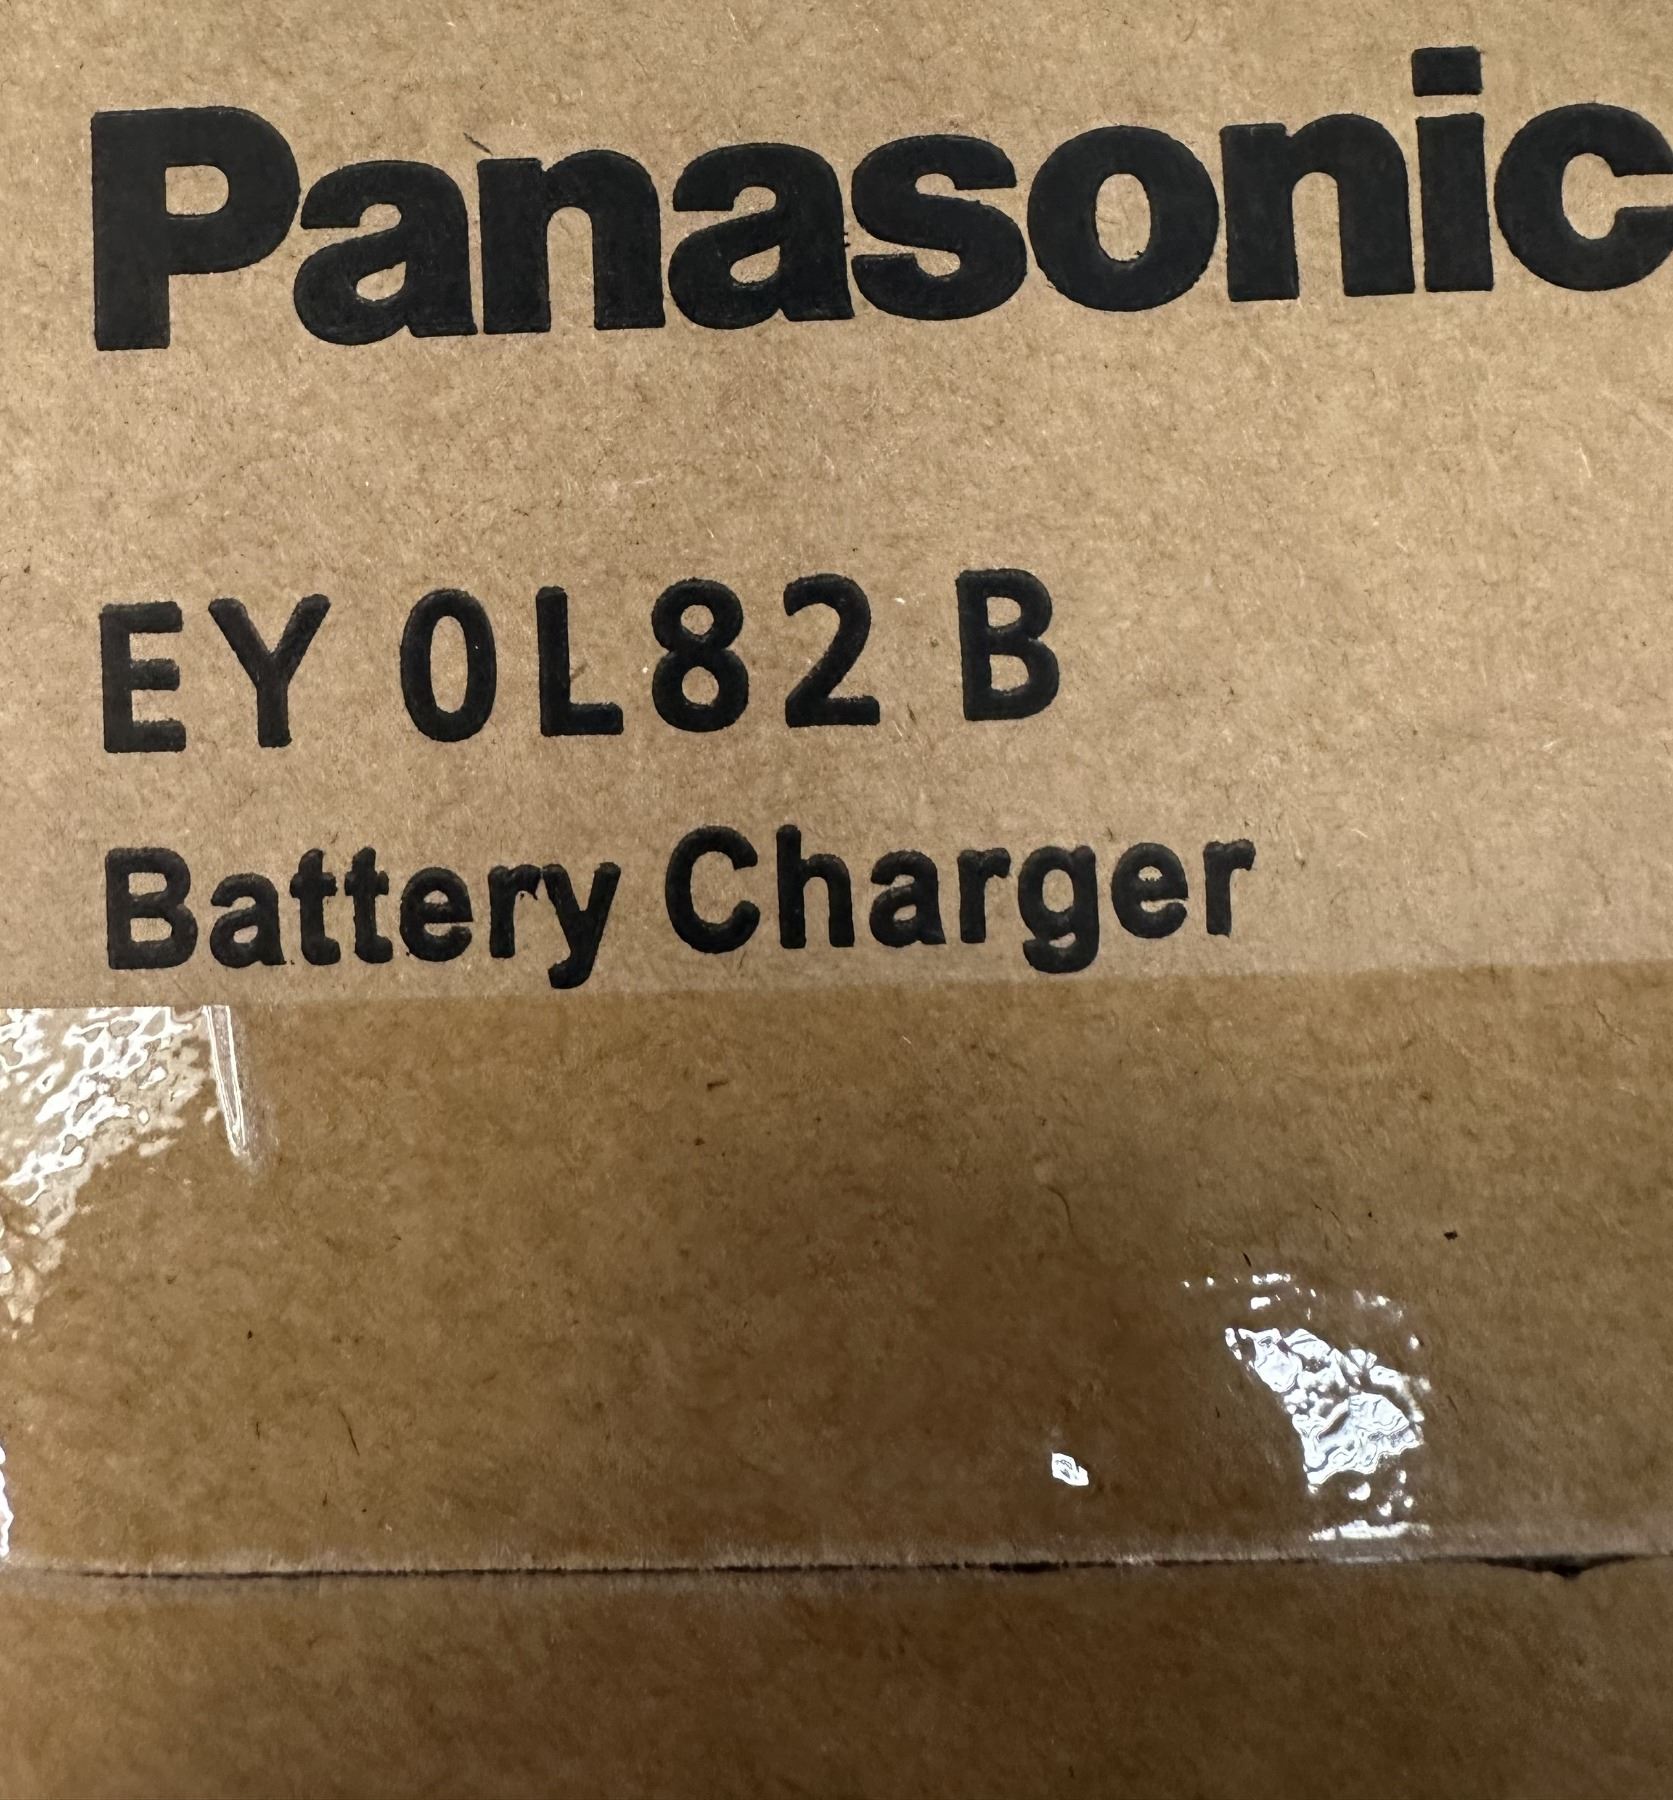 Panasonic
EY 0L82 B
Battery Charger